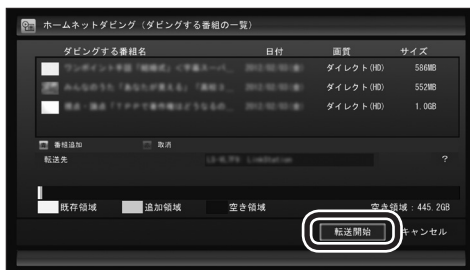 ホームネットダビング（ダビングする番組の一覧）
ダビングする番組名 日付 画質 サイズ
ダイレクト(HD) 586MB
ダイレクト(HD) 552MB
ダイレクト(HD) 1.0GB
番組追加 取消
転送先 ?
既存領域 追加領域 空き領域 空き領域：445.2GB
転送開始 キャンセル